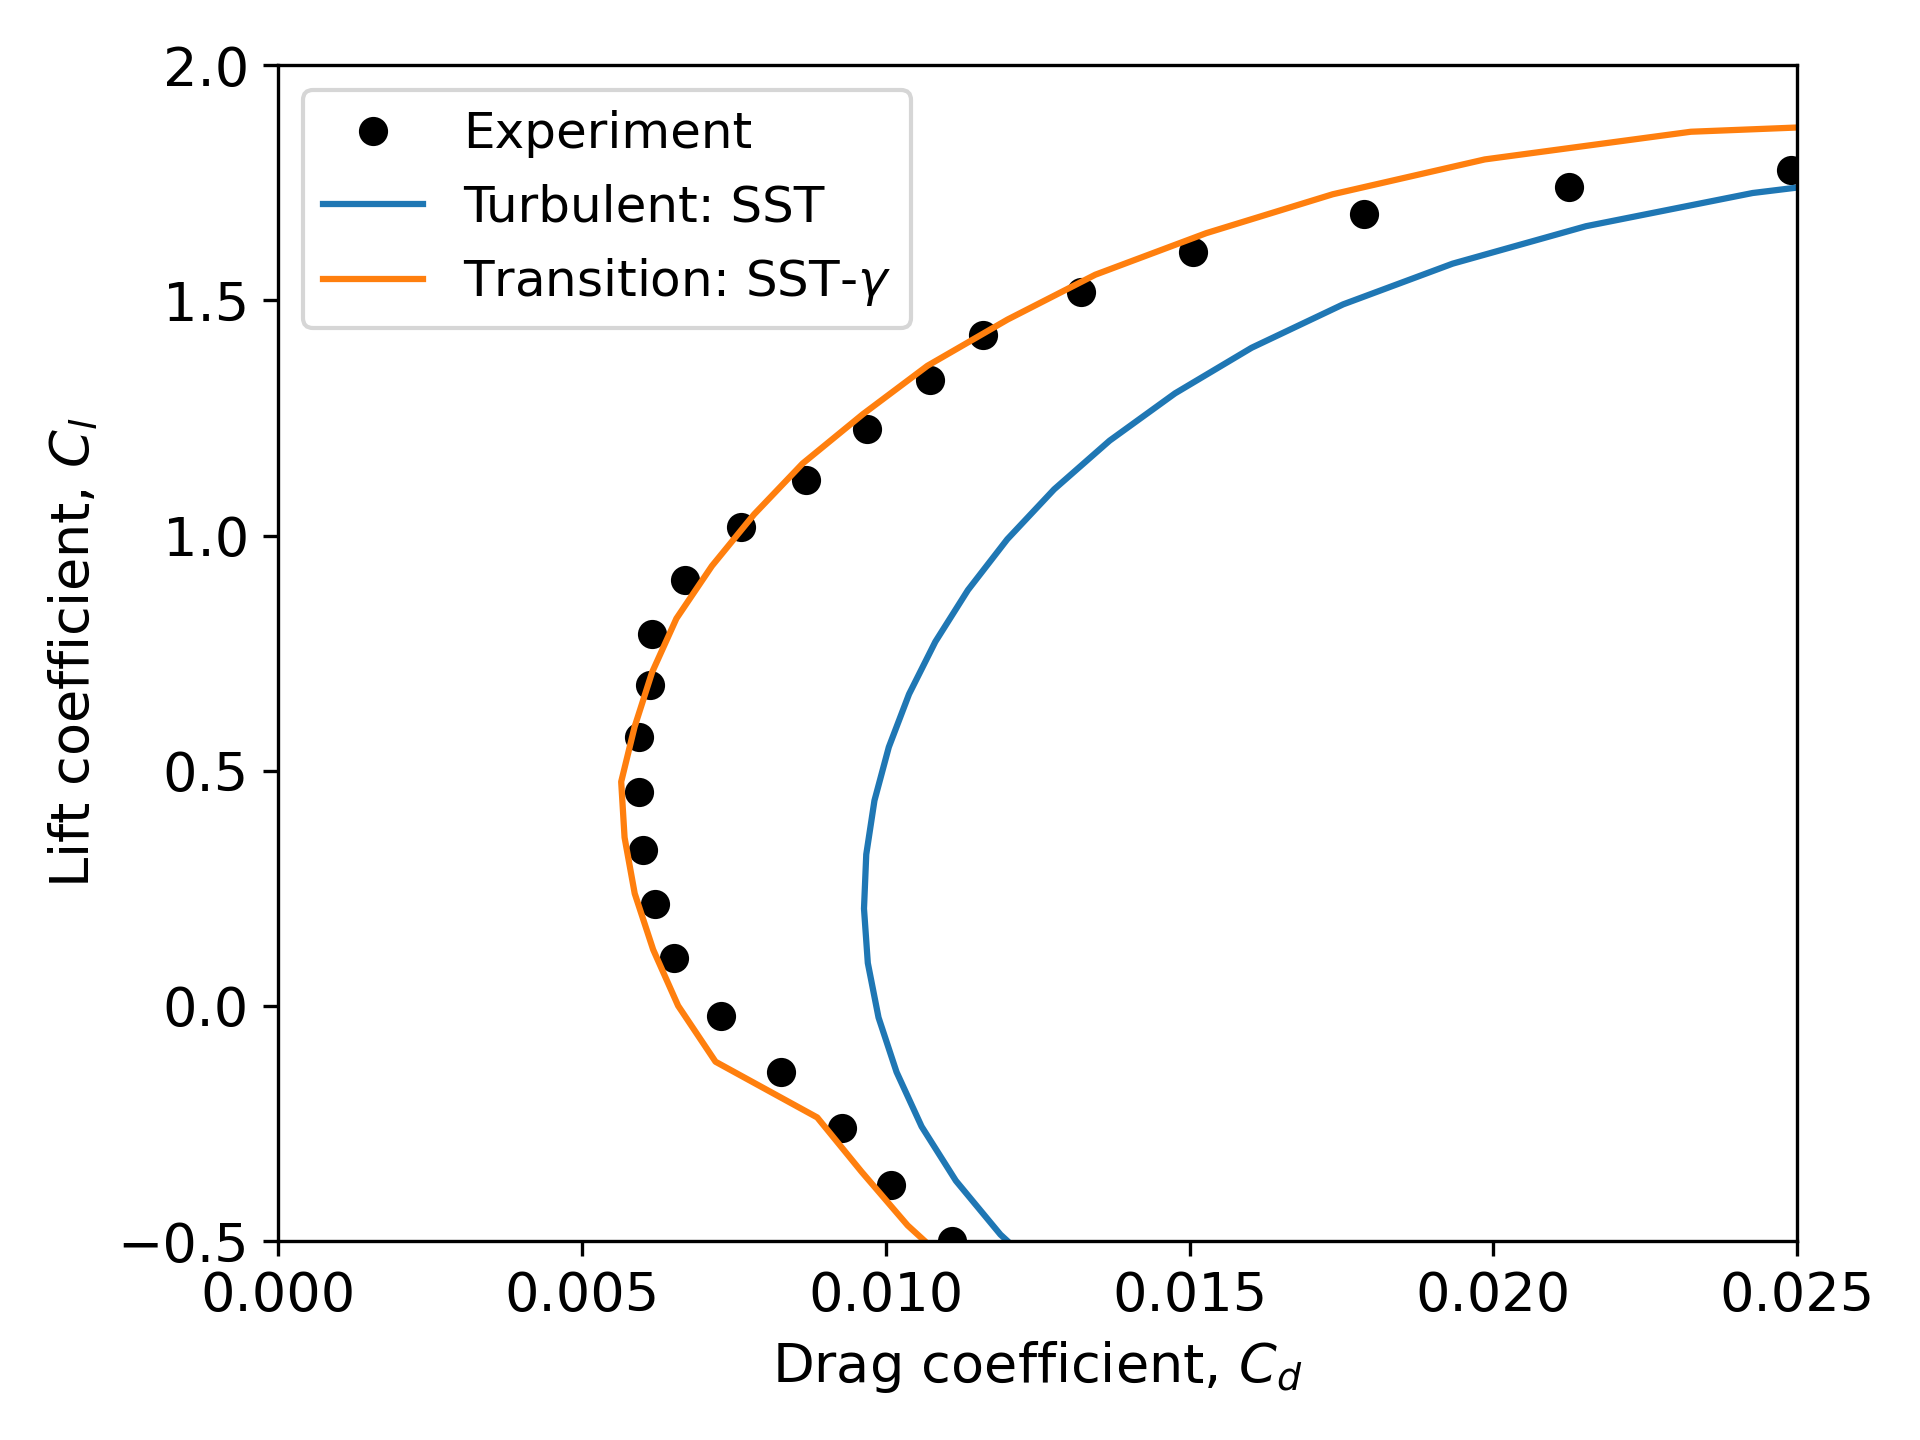 2.0
Experiment
Turbulent: SST
Transition: SST-γ
1.5
1.0
0.5
0.0
−0.5
Lift coefficient, C_l
0.000 0.005 0.010 0.015 0.020 0.025
Drag coefficient, C_d